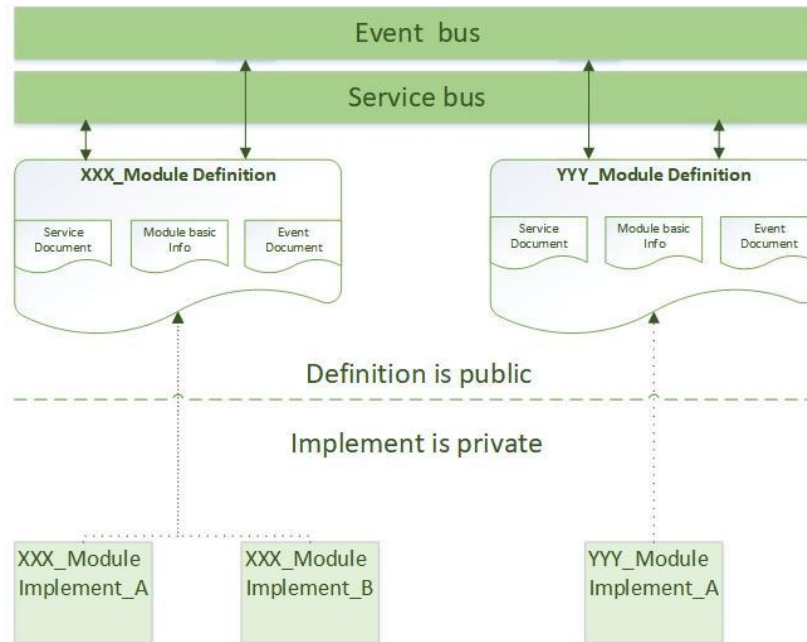 Event bus
Service bus
XXX_Module Definition
Service
Document
Module basic
Info
Event
Document
YYY_Module Definition
Service
Document
Module basic
Info
Event
Document
Definition is public
Implement is private
XXX_Module
Implement_A
XXX_Module
Implement_B
YYY_Module
Implement_A